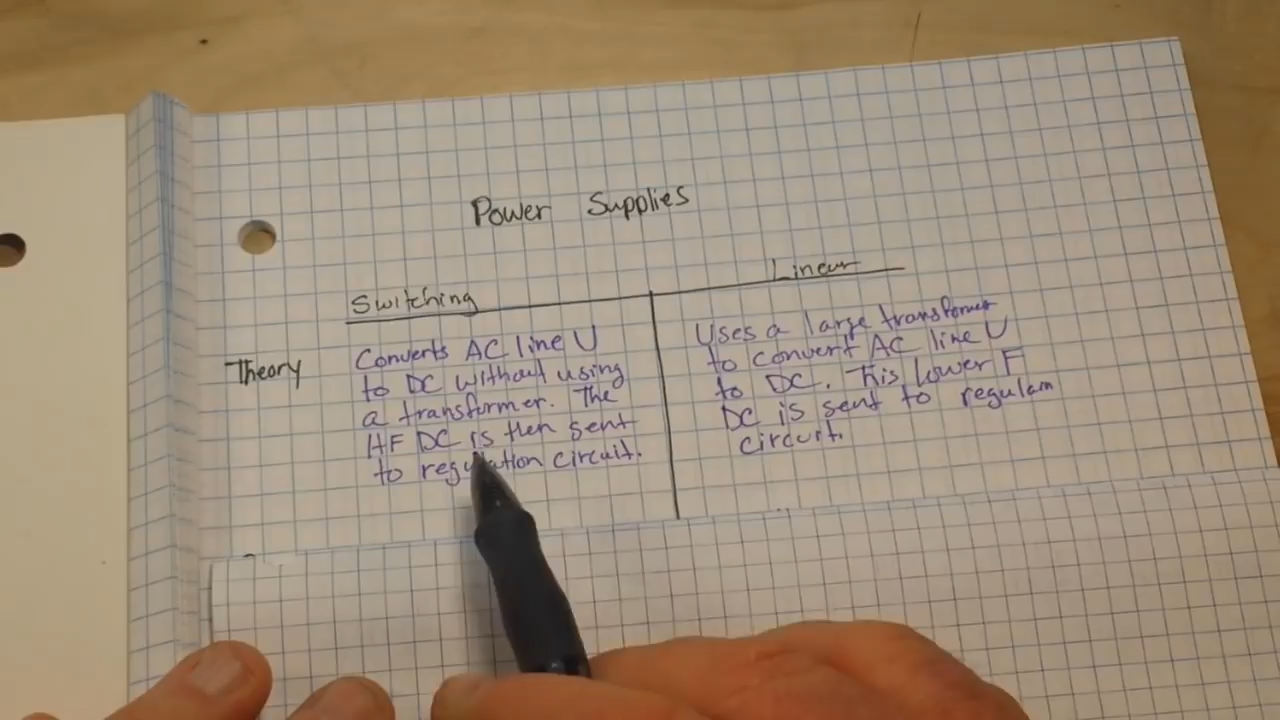 Power Supplies
Switching
Linear
Theory
Converts AC line U
to DC without using
a transformer. The
HF DC is then sent
to regulation circuit.
Uses a large transformer
to convert AC line U
to DC. This lower F
DC is sent to
circuit.